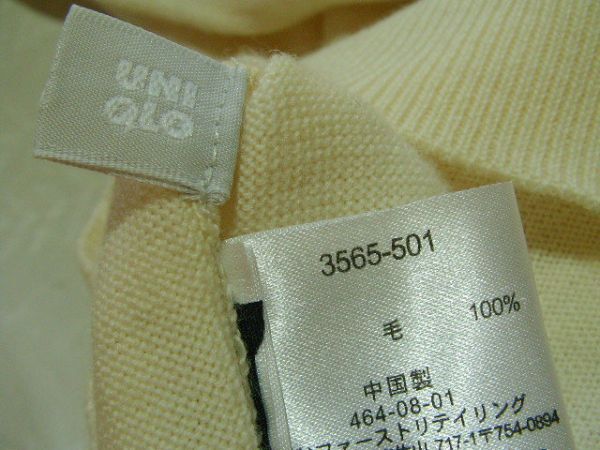 UNI
QLO
3565-501
毛 100%
中国製
464-08-01
ファーストリテイリング
717-1〒754-0894